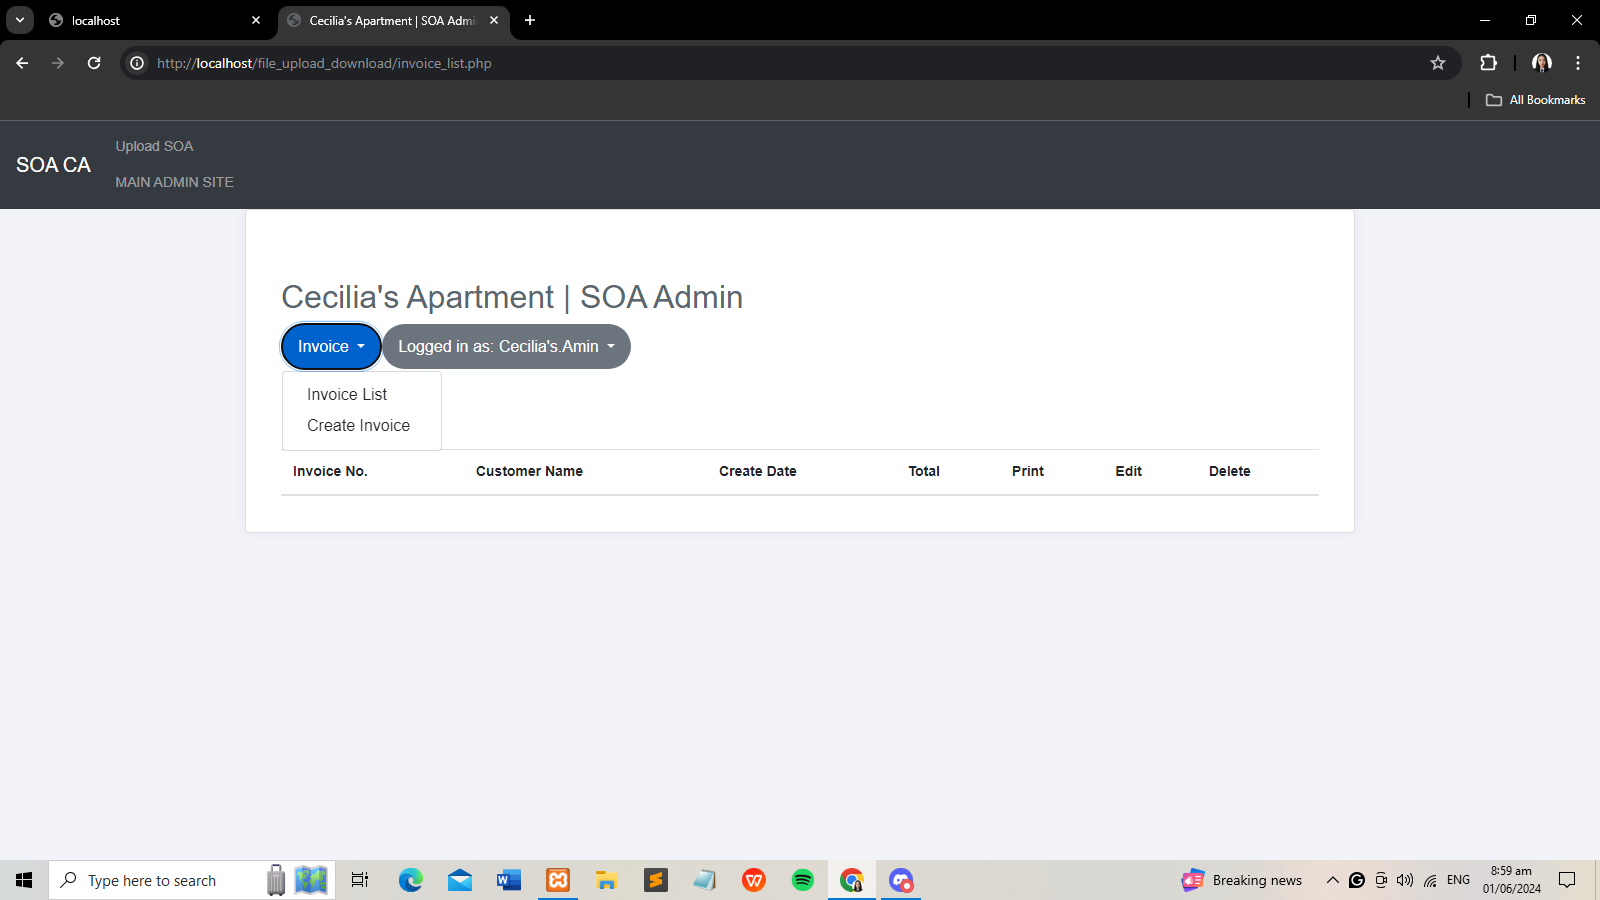 localhost
Cecilia's Apartment | SOA Admi
http://localhost/file_upload_download/invoice_list.php
All Bookmarks
SOA CA
Upload SOA
MAIN ADMIN SITE
Cecilia's Apartment | SOA Admin
Invoice
Logged in as: Cecilia's.Amin
Invoice List
Create Invoice
Invoice No. Customer Name Create Date Total Print Edit Delete
Type here to search
Breaking news
ENG
8:59 am
01/06/2024